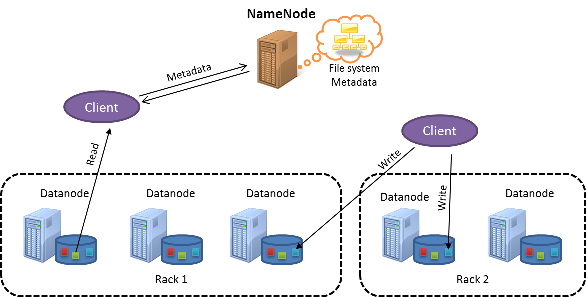 NameNode
File system
Metadata
Metadata
Client
Client
Read
Write
Write
Datanode
Datanode
Datanode
Datanode
Datanode
Rack 1
Rack 2